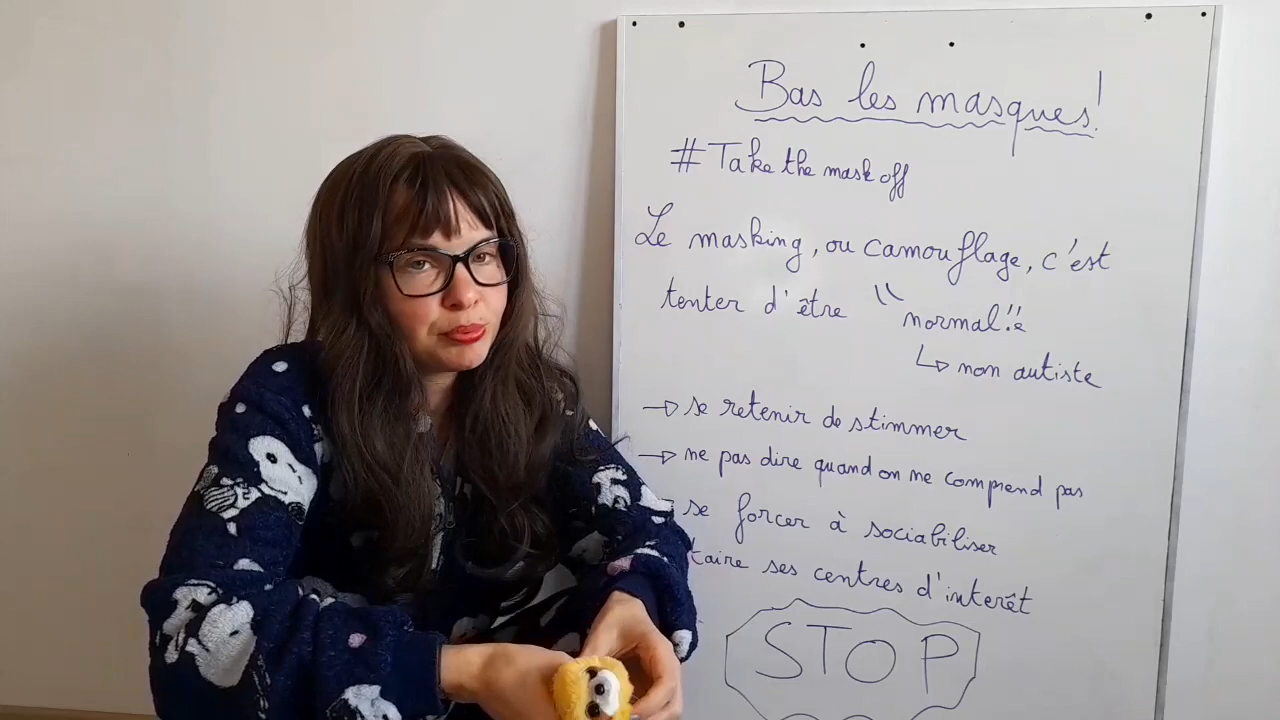 Bas les masques!
# Take the mask off
Le masking, ou camouflage, c'est
tenter d'être "normal.e"
↳ non autiste
→ se retenir de stimmer
→ ne pas dire quand on ne comprend pas
se forcer à sociabiliser
taire ses centres d'interêt
STOP